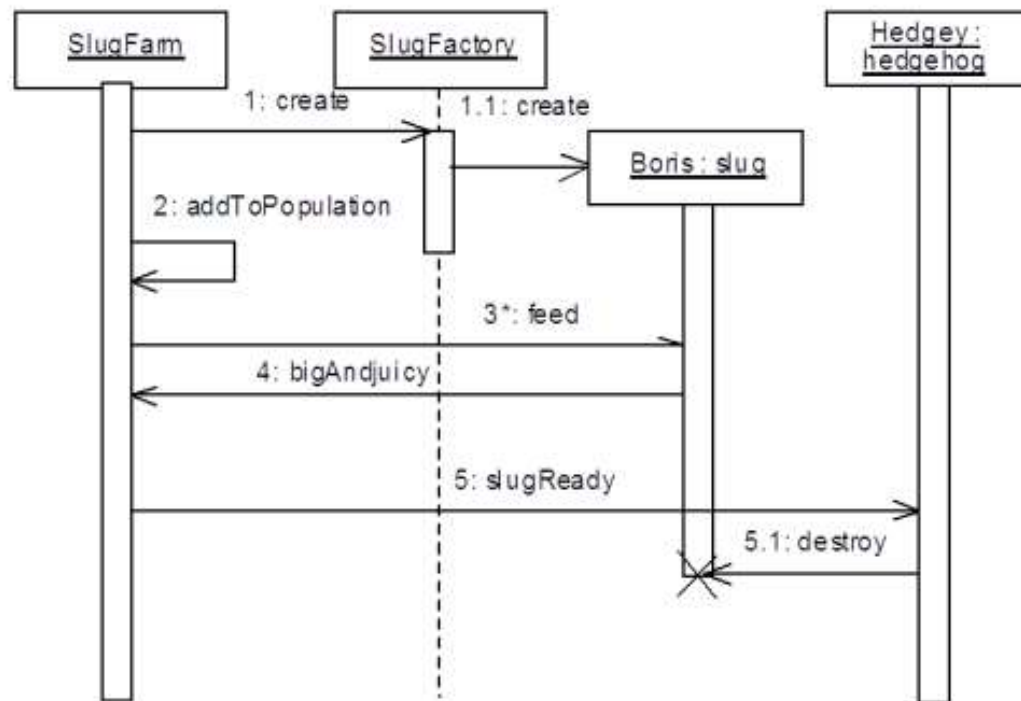 SlugFarm
SlugFactory
Hedgey:
hedgehog
1: create
1.1: create
Boris: slug
2: addToPopulation
3*: feed
4: bigAndjuicy
5: slugReady
5.1: destroy